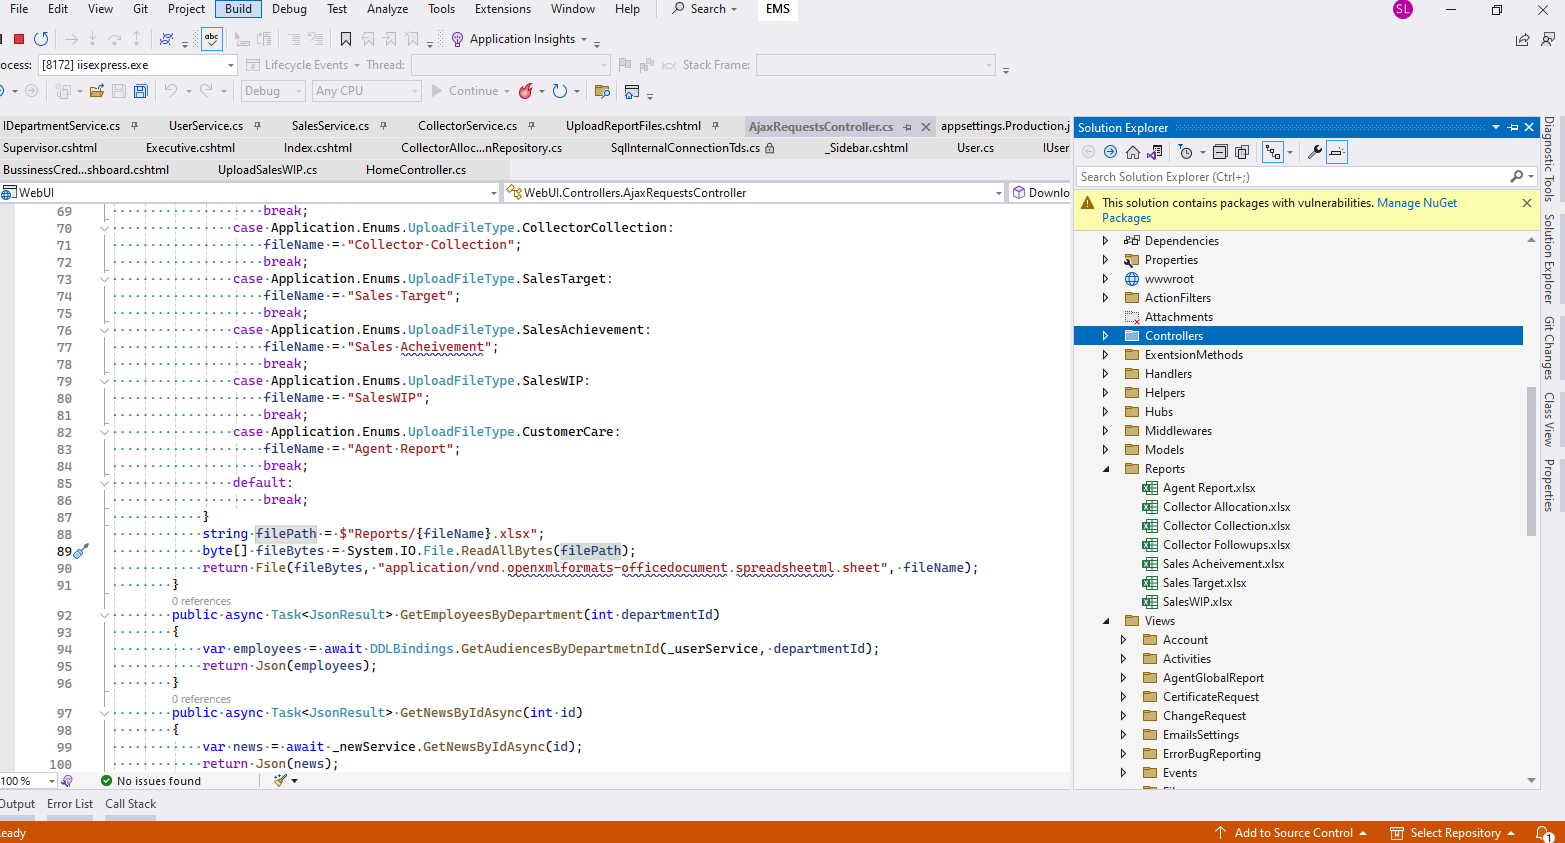 File Edit View Git Project Build Debug Test Analyze Tools Extensions Window Help Search EMS SL
Application Insights
ocess: [8172] iisexpress.exe Lifecycle Events Thread: Stack Frame:
Debug Any CPU Continue
IDepartmentService.cs UserService.cs SalesService.cs CollectorService.cs UploadReportFiles.cshtml AjaxRequestsController.cs appsettings.Production.j
Supervisor.cshtml Executive.cshtml Index.cshtml CollectorAlloc...nRepository.cs SqlInternalConnectionTds.cs _Sidebar.cshtml User.cs IUser
BussinessCred...shboard.cshtml UploadSalesWIP.cs HomeController.cs
WebUI WebUI.Controllers.AjaxRequestsController Downlo
69 break;
70 case Application.Enums.UploadFileType.CollectorCollection:
71 fileName = "Collector Collection";
72 break;
73 case Application.Enums.UploadFileType.SalesTarget:
74 fileName = "Sales Target";
75 break;
76 case Application.Enums.UploadFileType.SalesAchievement:
77 fileName = "Sales Acheivement";
78 break;
79 case Application.Enums.UploadFileType.SalesWIP:
80 fileName = "SalesWIP";
81 break;
82 case Application.Enums.UploadFileType.CustomerCare:
83 fileName = "Agent Report";
84 break;
85 default:
86 break;
87 }
88 string filePath = $"Reports/{fileName}.xlsx";
89 byte[] fileBytes = System.IO.File.ReadAllBytes(filePath);
90 return File(fileBytes, "application/vnd.openxmlformats-officedocument.spreadsheetml.sheet", fileName);
91 }
0 references
92 public async Task<JsonResult> GetEmployeesByDepartment(int departmentId)
93 {
94 var employees = await DDLBindings.GetAudiencesByDepartmetnId(_userService, departmentId);
95 return Json(employees);
96 }
0 references
97 public async Task<JsonResult> GetNewsByIdAsync(int id)
98 {
99 var news = await _newService.GetNewsByIdAsync(id);
100 return Json(news);
100 % No issues found
Output Error List Call Stack
Solution Explorer
Search Solution Explorer (Ctrl+;)
This solution contains packages with vulnerabilities. Manage NuGet
Packages
Dependencies
Properties
wwwroot
ActionFilters
Attachments
Controllers
ExentsionMethods
Handlers
Helpers
Hubs
Middlewares
Models
Reports
Agent Report.xlsx
Collector Allocation.xlsx
Collector Collection.xlsx
Collector Followups.xlsx
Sales Acheivement.xlsx
Sales Target.xlsx
SalesWIP.xlsx
Views
Account
Activities
AgentGlobalReport
CertificateRequest
ChangeRequest
EmailsSettings
ErrorBugReporting
Events
Diagnostic Tools
Solution Explorer
Git Changes
Class View
Properties
eady Add to Source Control Select Repository 1